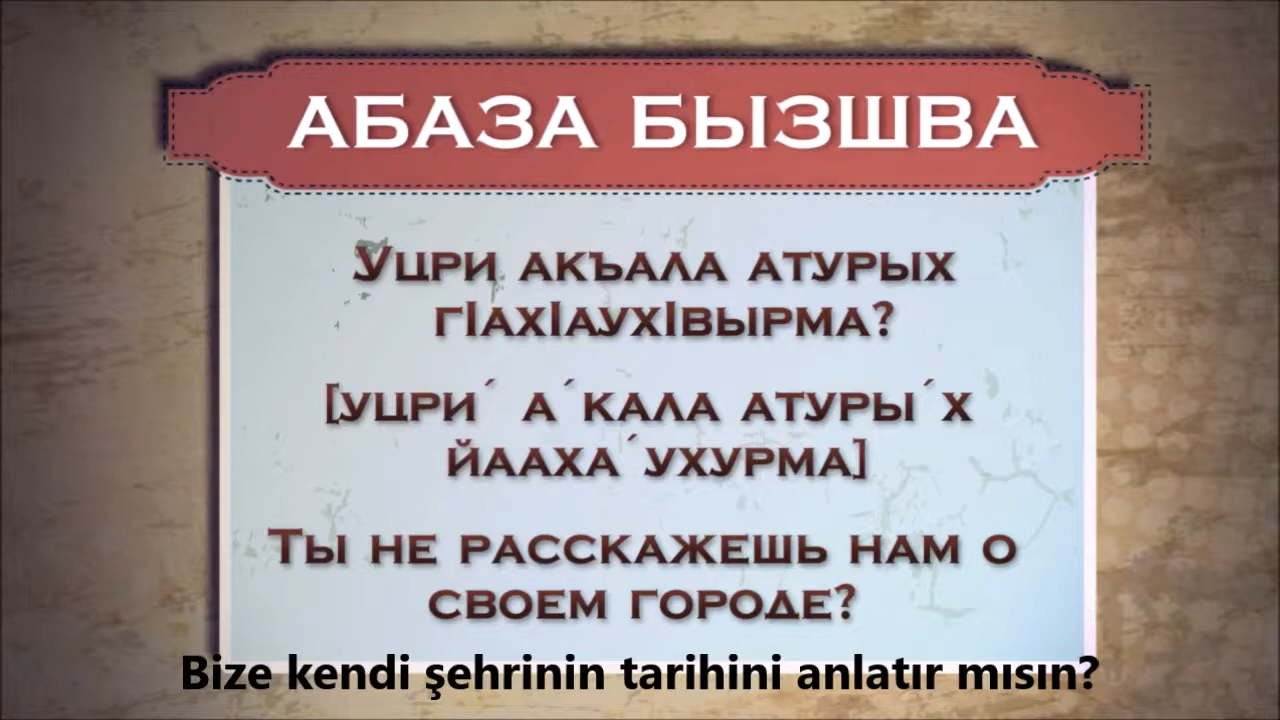 АБАЗА БЫЗШВА
Уцри акъала атурых
гӀахӀаухӀвырма?
[уцри´ а´кала атуры´х
йааха´ухурма]
Ты не расскажешь нам о
своем городе?
Bize kendi şehrinin tarihini anlatır mısın?